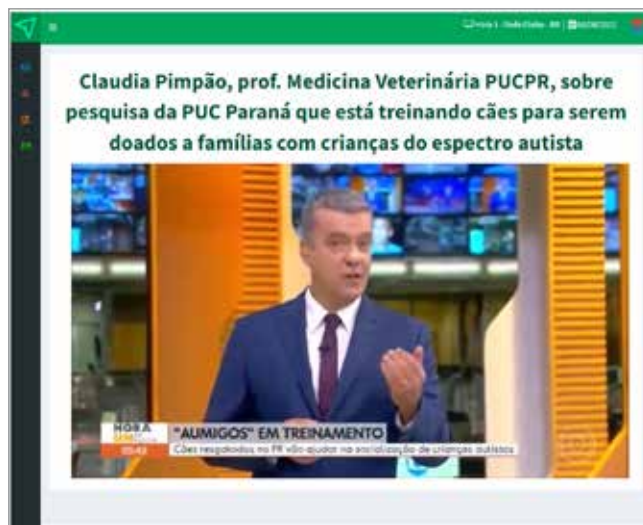 Claudia Pimpão, prof. Medicina Veterinária PUCPR, sobre
pesquisa da PUC Paraná que está treinando cães para serem
doados a famílias com crianças do espectro autista
HORA
"AUMIGOS" EM TREINAMENTO
Cães resgatados no PR vão ajudar na socialização de crianças autistas